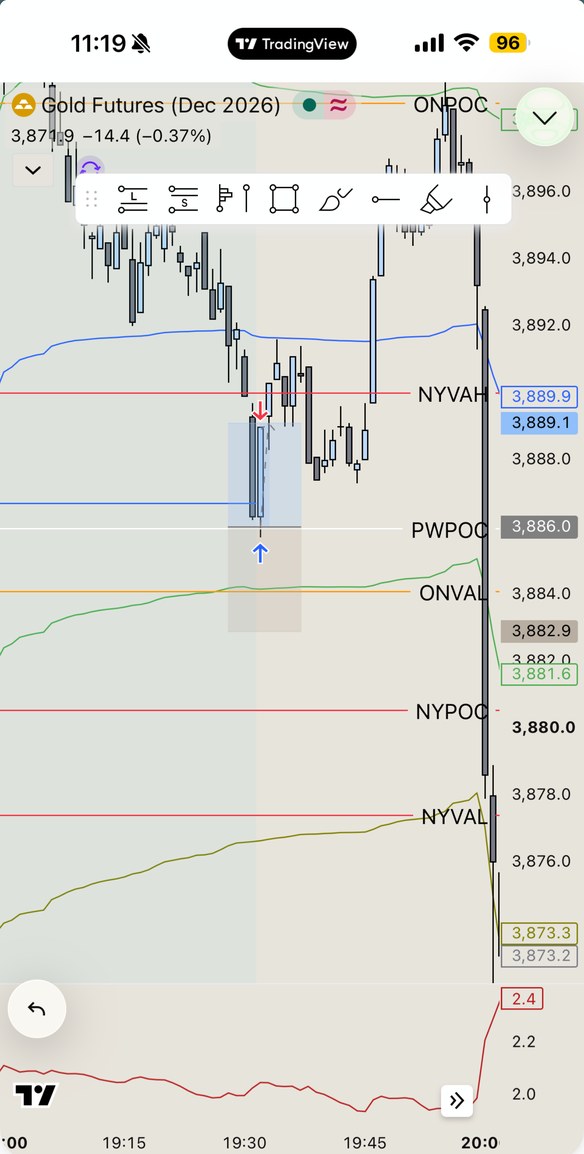 11:19
TradingView
96
Gold Futures (Dec 2026)
3,871.9 −14.4 (−0.37%)
L
S
ONPOC
3,896.0
3,894.0
3,892.0
NYVAH
3,889.9
3,889.1
3,888.0
PWPOC
3,886.0
ONVAL
3,884.0
3,882.9
3,882.0
3,881.6
NYPOC
3,880.0
3,878.0
NYVAL
3,876.0
3,873.3
3,873.2
2.4
2.2
2.0
:00 19:15 19:30 19:45 20:0